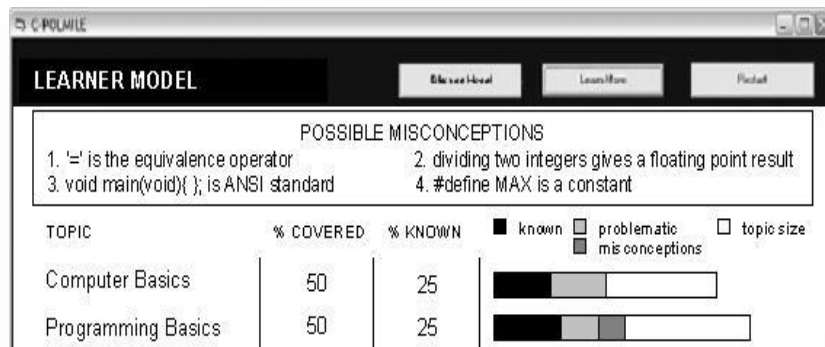 C-POLMILE
LEARNER MODEL
Learn More
Restart
POSSIBLE MISCONCEPTIONS
1. '=' is the equivalence operator 2. dividing two integers gives a floating point result
3. void main(void){ }; is ANSI standard 4. #define MAX is a constant
TOPIC % COVERED % KNOWN known problematic topic size
misconceptions
Computer Basics 50 25
Programming Basics 50 25